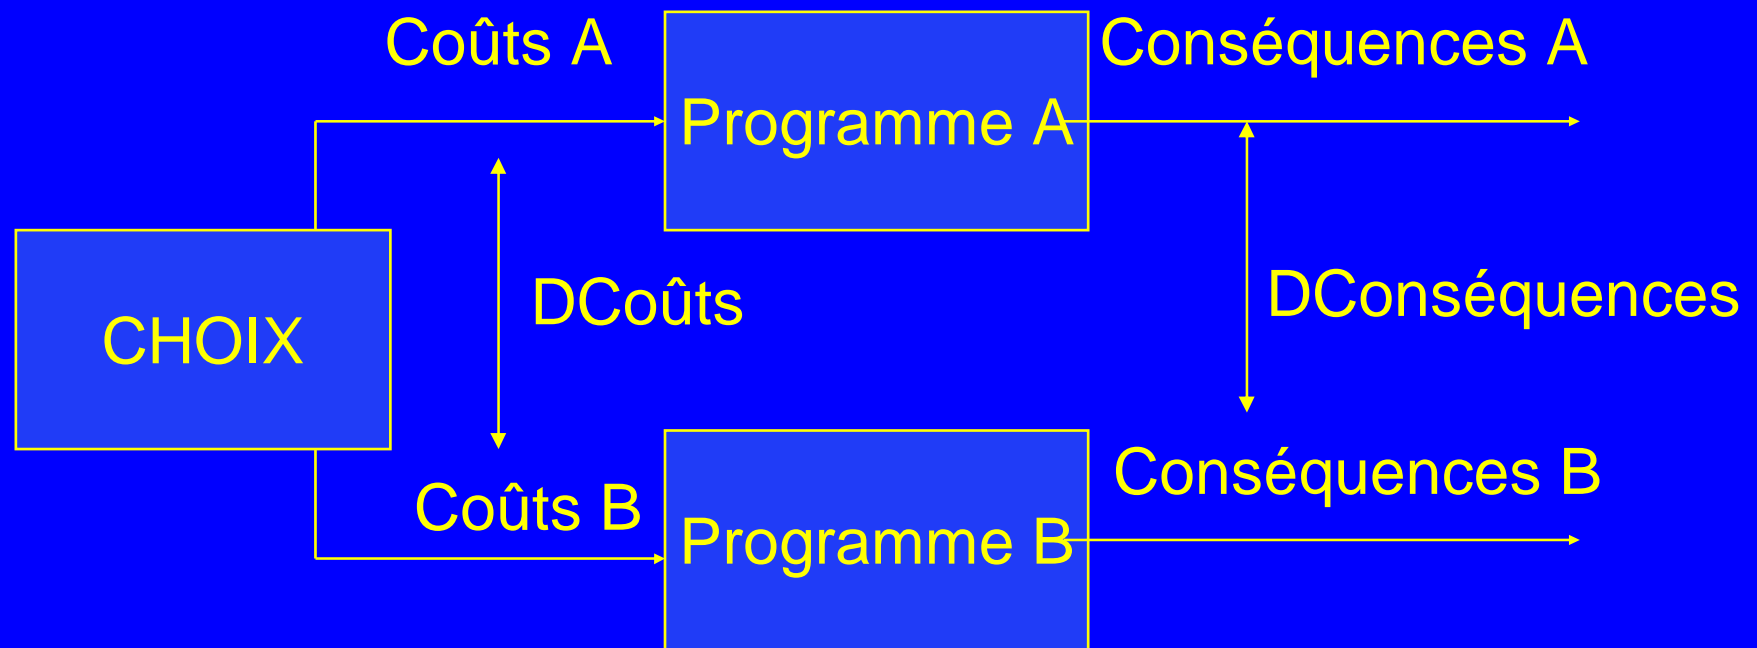 Coûts A
Programme A
Conséquences A
CHOIX
DCoûts
DConséquences
Coûts B
Programme B
Conséquences B